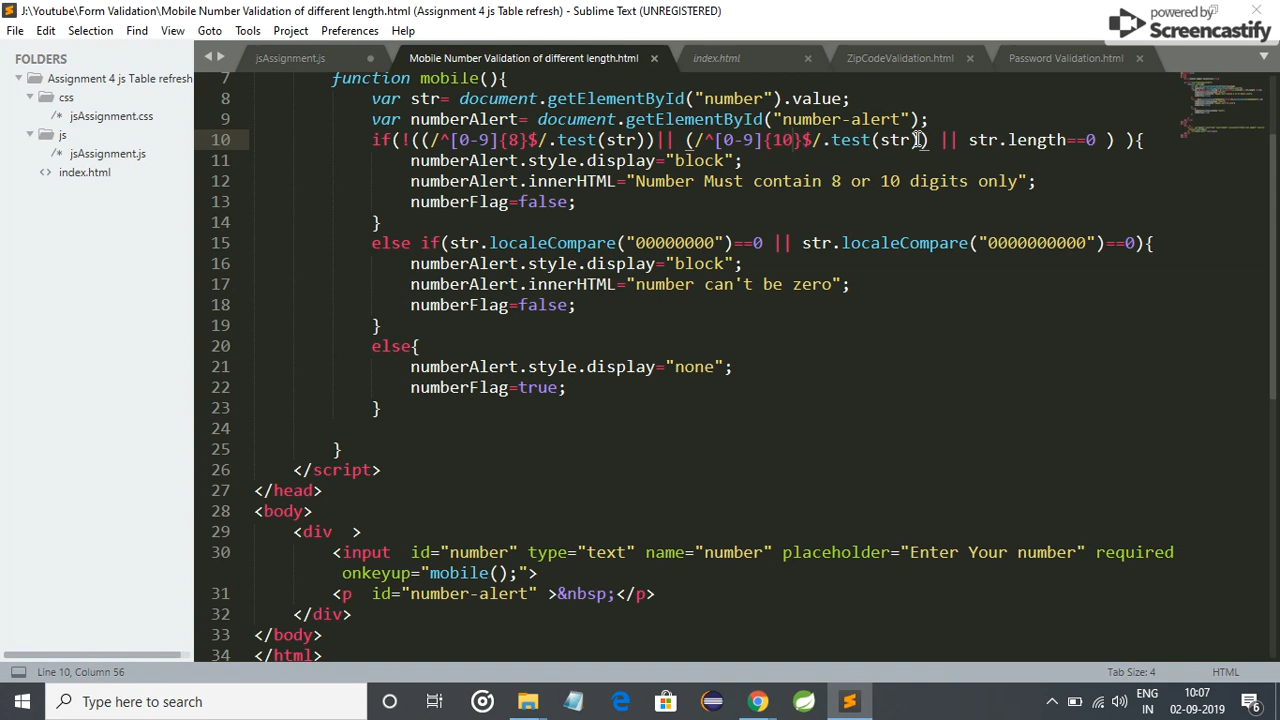 J:\Youtube\Form Validation\Mobile Number Validation of different length.html (Assignment 4 js Table refresh) - Sublime Text (UNREGISTERED)
powered by
Screencastify
File Edit Selection Find View Goto Tools Project Preferences Help
FOLDERS
Assignment 4 js Table refresh
css
jsAssignment.css
js
/* jsAssignment.js
<> index.html
jsAssignment.js
Mobile Number Validation of different length.html
index.html
ZipCodeValidation.html
Password Validation.html
7 function mobile(){
8 var str= document.getElementById("number").value;
9 var numberAlert= document.getElementById("number-alert");
10 if(!((/^[0-9]{8}$/.test(str))|| (/^[0-9]{10}$/.test(str)) || str.length==0 ) ){
11 numberAlert.style.display="block";
12 numberAlert.innerHTML="Number Must contain 8 or 10 digits only";
13 numberFlag=false;
14 }
15 else if(str.localeCompare("00000000")==0 || str.localeCompare("0000000000")==0){
16 numberAlert.style.display="block";
17 numberAlert.innerHTML="number can't be zero";
18 numberFlag=false;
19 }
20 else{
21 numberAlert.style.display="none";
22 numberFlag=true;
23 }
24
25 }
26 </script>
27 </head>
28 <body>
29 <div >
30 <input id="number" type="text" name="number" placeholder="Enter Your number" required
onkeyup="mobile();">
31 <p id="number-alert" >&nbsp;</p>
32 </div>
33 </body>
34 </html>
Line 10, Column 56
Tab Size: 4
HTML
Type here to search
ENG
IN
10:07
02-09-2019
6